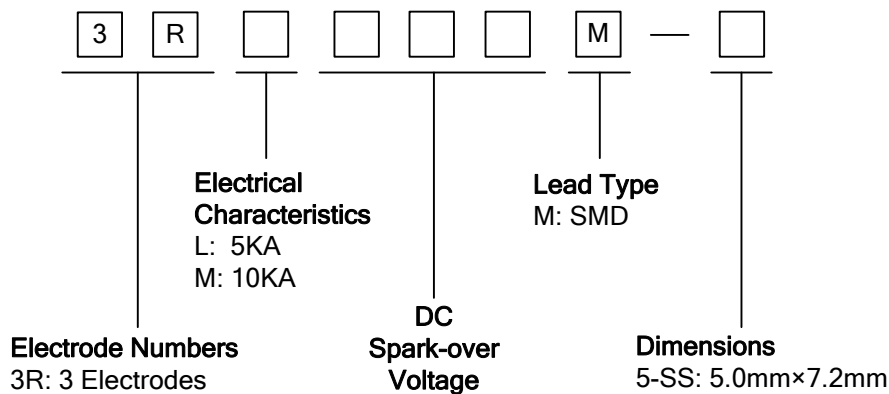 3 R M —
Electrical
Characteristics
L: 5KA
M: 10KA
Lead Type
M: SMD
DC
Spark-over
Voltage
Electrode Numbers
3R: 3 Electrodes
Dimensions
5-SS: 5.0mm×7.2mm